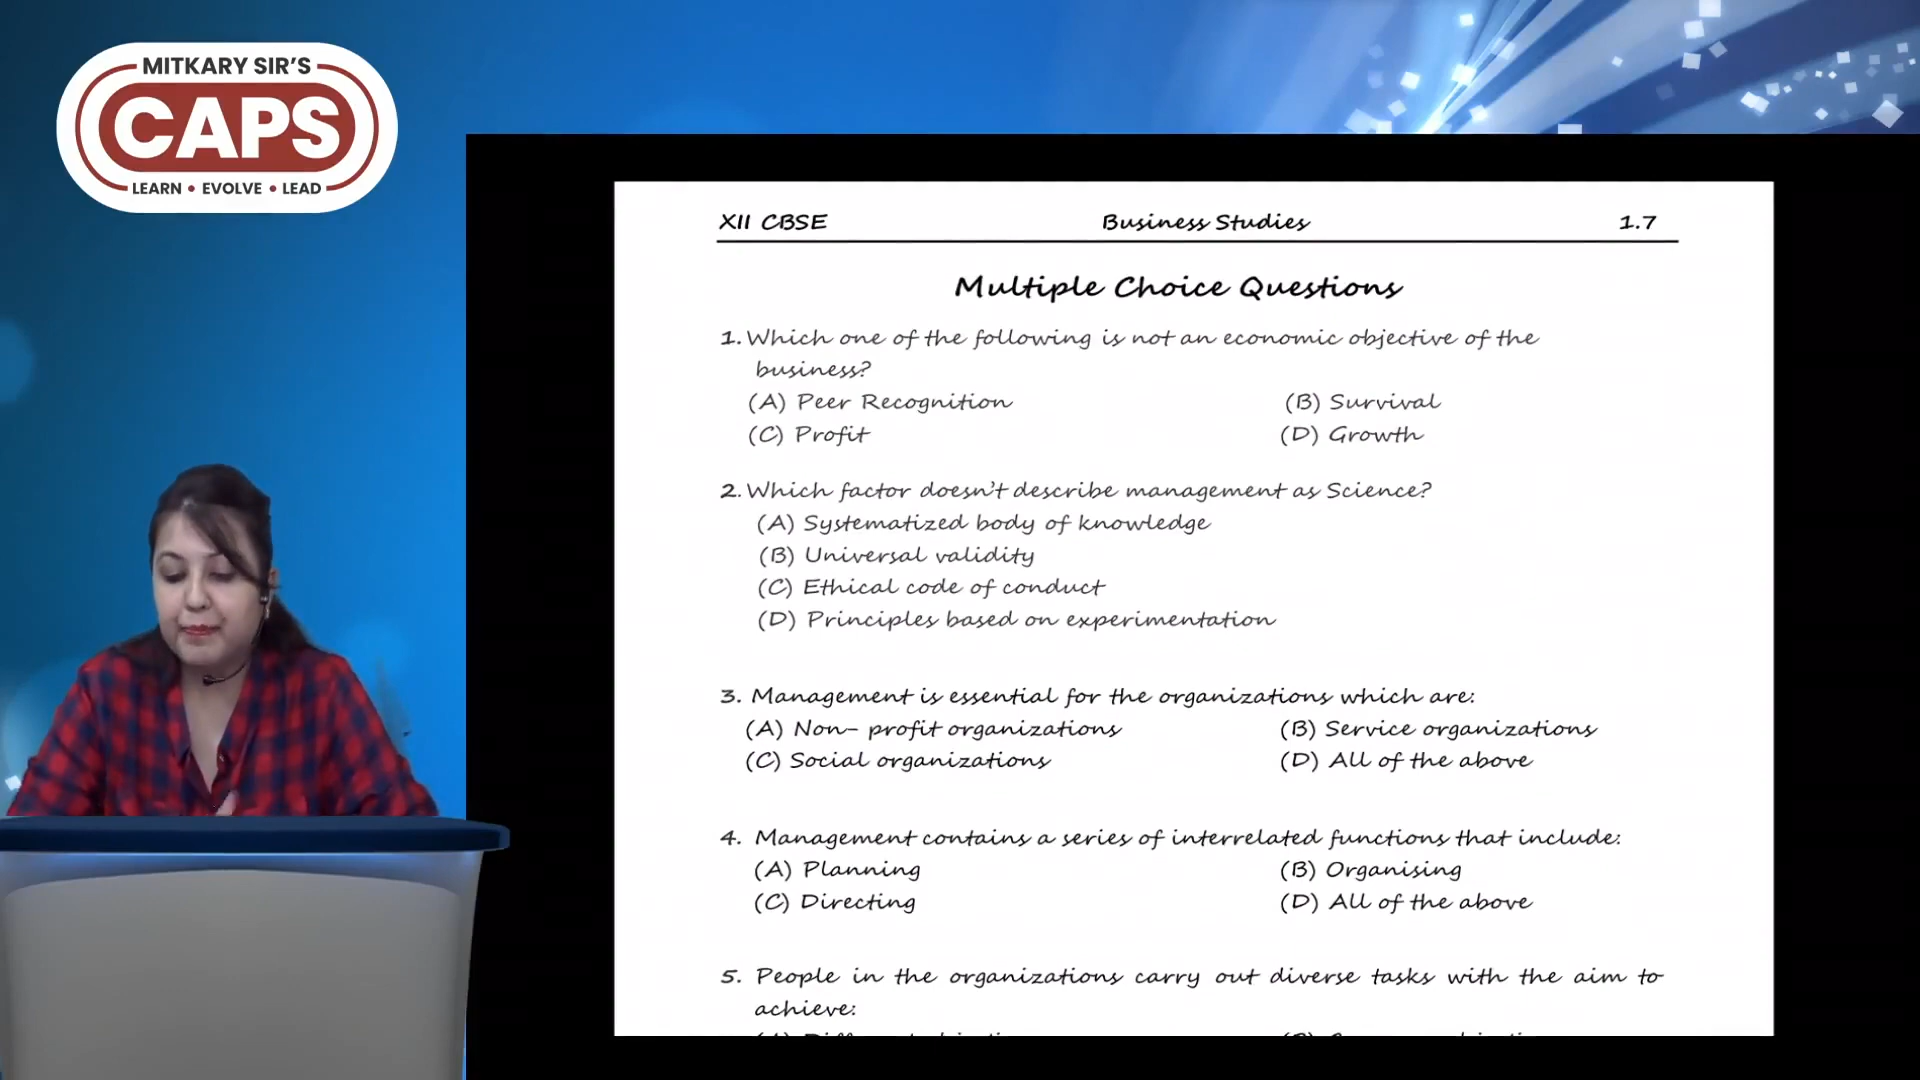 MITKARY SIR'S
CAPS
LEARN • EVOLVE • LEAD
XII CBSE Business Studies 1.7
Multiple Choice Questions
1. Which one of the following is not an economic objective of the
business?
(A) Peer Recognition (B) Survival
(C) Profit (D) Growth
2. Which factor doesn't describe management as Science?
(A) Systematized body of knowledge
(B) Universal validity
(C) Ethical code of conduct
(D) Principles based on experimentation
3. Management is essential for the organizations which are:
(A) Non- profit organizations (B) Service organizations
(C) Social organizations (D) All of the above
4. Management contains a series of interrelated functions that include:
(A) Planning (B) Organising
(C) Directing (D) All of the above
5. People in the organizations carry out diverse tasks with the aim to
achieve: